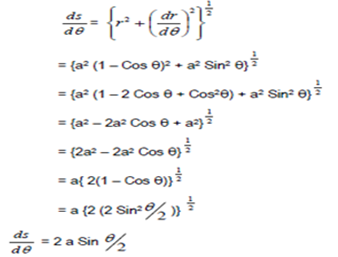 ds/dθ = {r² + (dr/dθ)²}^½
= {a² (1 – Cos θ)² + a² Sin² θ}^½
= {a² (1 – 2 Cos θ + Cos²θ) + a² Sin² θ}^½
= {a² – 2a² Cos θ + a²}^½
= {2a² – 2a² Cos θ}^½
= a{ 2(1 – Cos θ)}^½
= a {2 (2 Sin² θ/2 )}^½
ds/dθ = 2 a Sin θ/2